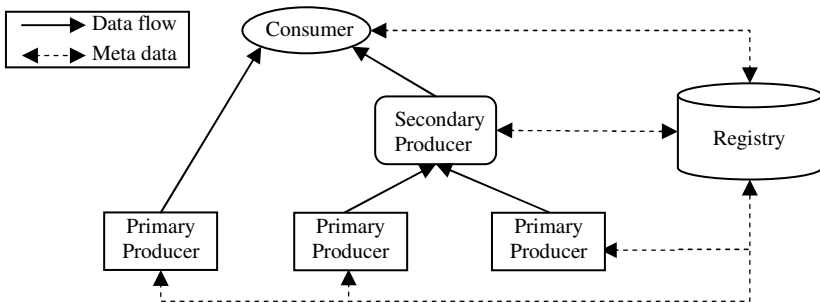 Data flow
Meta data
Consumer
Secondary
Producer
Registry
Primary
Producer
Primary
Producer
Primary
Producer